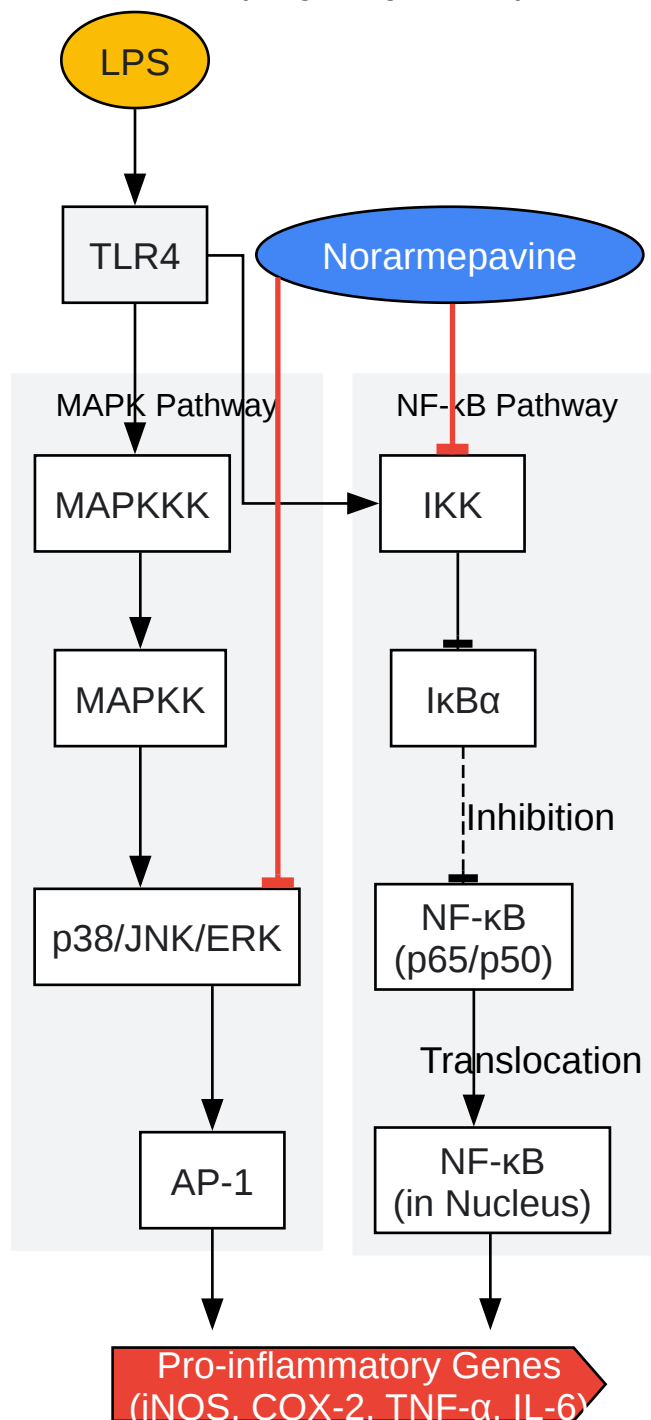 LPS
TLR4
Norarmepavine
MAPK Pathway
NF-κB Pathway
MAPKKK
IKK
MAPKK
IκBα
Inhibition
p38/JNK/ERK
NF-κB
(p65/p50)
Translocation
AP-1
NF-κB
(in Nucleus)
Pro-inflammatory Genes
(iNOS, COX-2, TNF-α, IL-6)